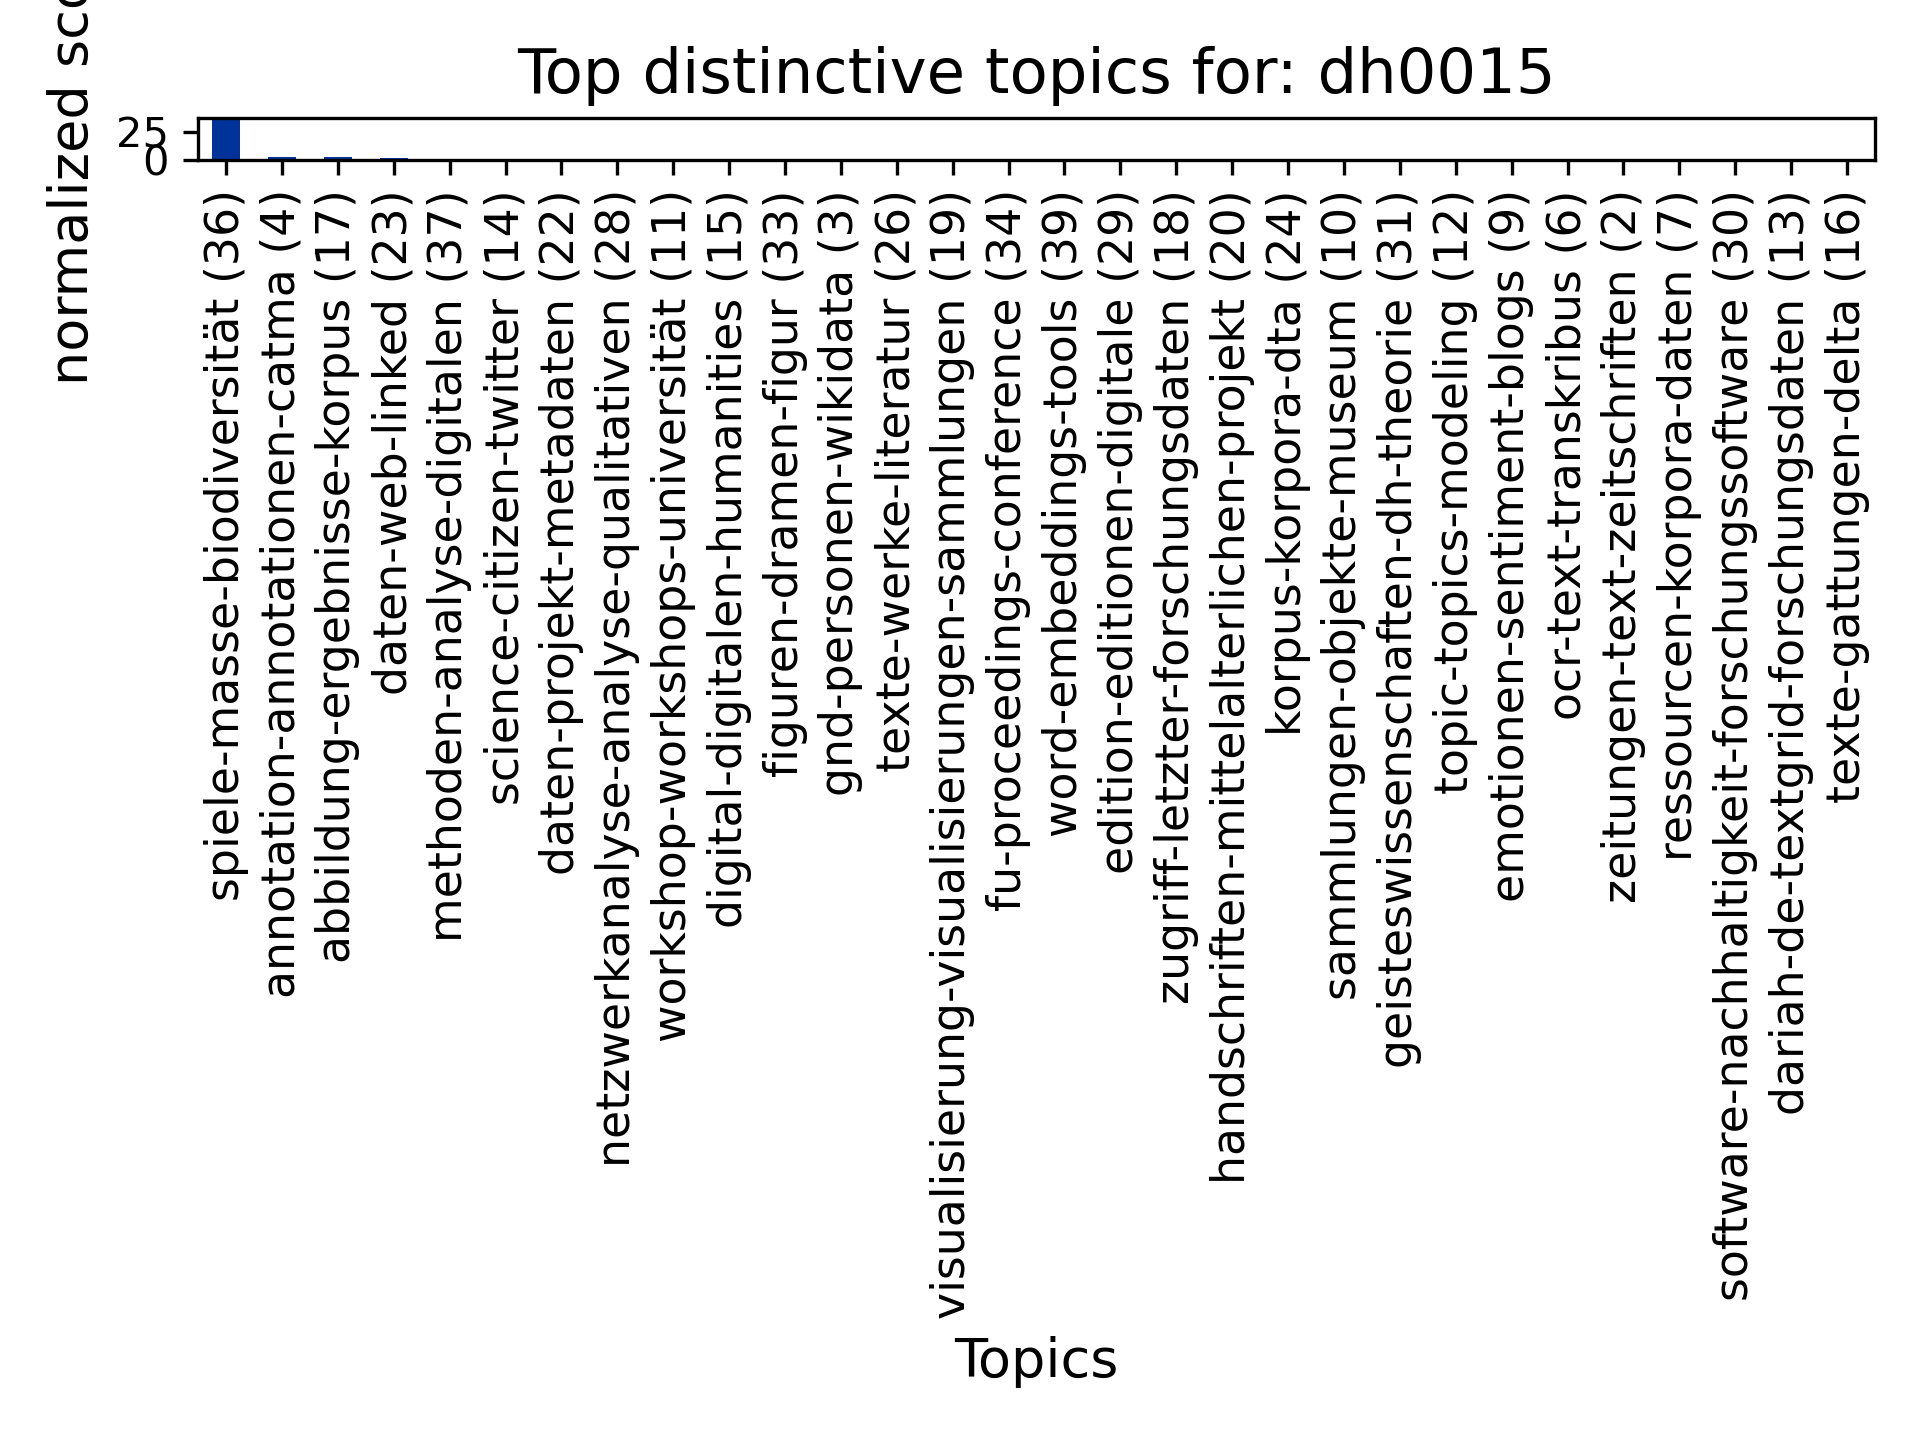 Top distinctive topics for: dh0015
normalized
25
0
spiele-masse-biodiversität (36)
annotation-annotationen-catma (4)
abbildung-ergebnisse-korpus (17)
daten-web-linked (23)
methoden-analyse-digitalen (37)
science-citizen-twitter (14)
daten-projekt-metadaten (22)
netzwerkanalyse-analyse-qualitativen (28)
workshop-workshops-universität (11)
digital-digitalen-humanities (15)
figuren-dramen-figur (33)
gnd-personen-wikidata (3)
texte-werke-literatur (26)
visualisierung-visualisierungen-sammlungen (19)
fu-proceedings-conference (34)
word-embeddings-tools (39)
edition-editionen-digitale (29)
zugriff-letzter-forschungsdaten (18)
handschriften-mittelalterlichen-projekt (20)
korpus-korpora-dta (24)
sammlungen-objekte-museum (10)
geisteswissenschaften-dh-theorie (31)
topic-topics-modeling (12)
emotionen-sentiment-blogs (9)
ocr-text-transkribus (6)
zeitungen-text-zeitschriften (2)
ressourcen-korpora-daten (7)
software-nachhaltigkeit-forschungssoftware (30)
dariah-de-textgrid-forschungsdaten (13)
texte-gattungen-delta (16)
Topics